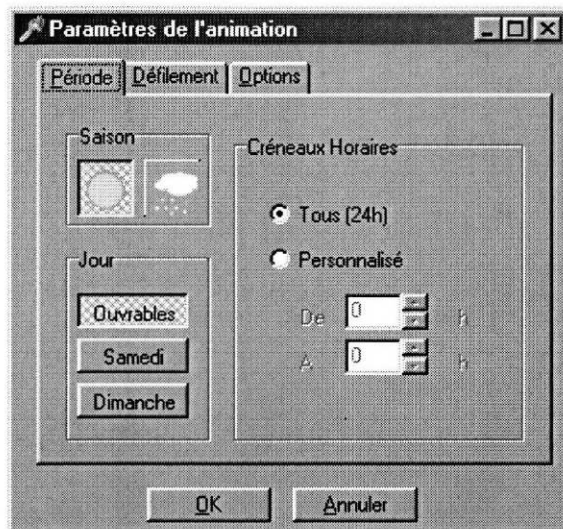 Paramètres de l'animation
Période Défilement Options
Saison
Jour
Ouvrables
Samedi
Dimanche
Créneaux Horaires
Tous (24h)
Personnalisé
De 0 h
A 0 h
OK Annuler